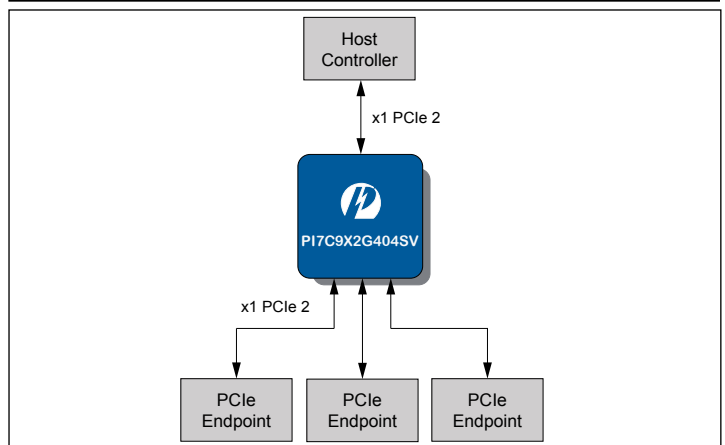 Host
Controller
x1 PCIe 2
PI7C9X2G404SV
x1 PCIe 2
PCIe
Endpoint
PCIe
Endpoint
PCIe
Endpoint